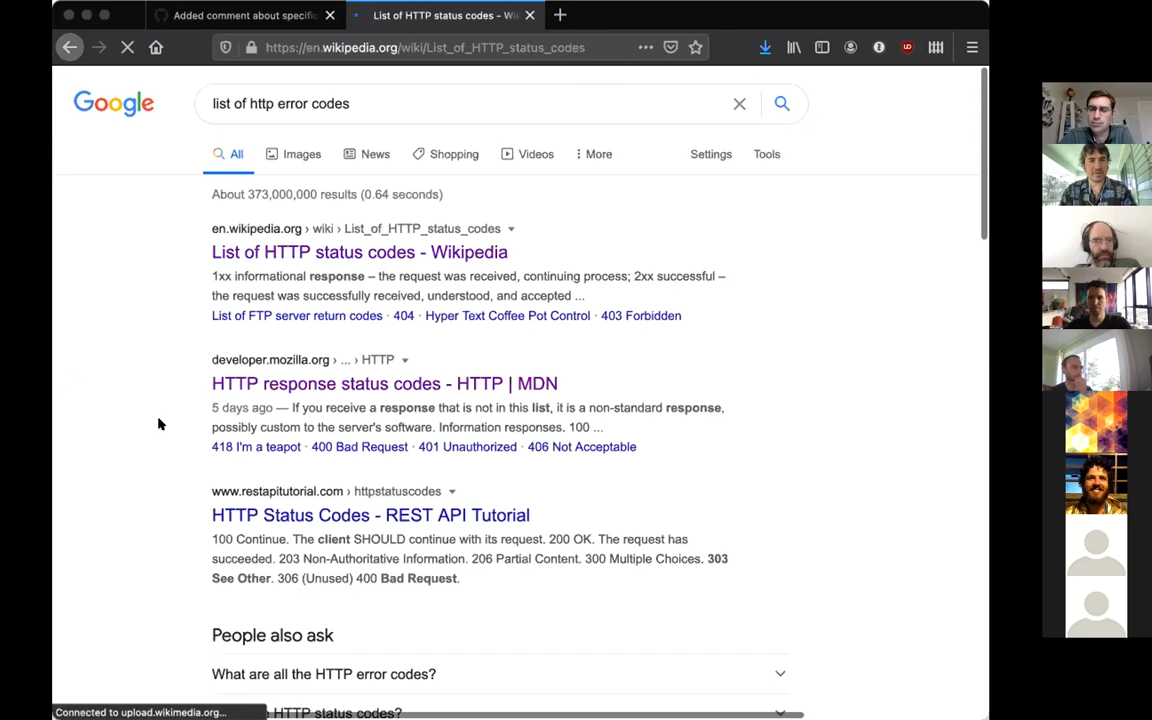 Added comment about specific
List of HTTP status codes - Wi
https://en.wikipedia.org/wiki/List_of_HTTP_status_codes
Google
list of http error codes
All
Images
News
Shopping
Videos
More
Settings
Tools
About 373,000,000 results (0.64 seconds)
en.wikipedia.org › wiki › List_of_HTTP_status_codes
List of HTTP status codes - Wikipedia
1xx informational response – the request was received, continuing process; 2xx successful –
the request was successfully received, understood, and accepted ...
List of FTP server return codes · 404 · Hyper Text Coffee Pot Control · 403 Forbidden
developer.mozilla.org › ... › HTTP
HTTP response status codes - HTTP | MDN
5 days ago — If you receive a response that is not in this list, it is a non-standard response,
possibly custom to the server's software. Information responses. 100 ...
418 I'm a teapot · 400 Bad Request · 401 Unauthorized · 406 Not Acceptable
www.restapitutorial.com › httpstatuscodes
HTTP Status Codes - REST API Tutorial
100 Continue. The client SHOULD continue with its request. 200 OK. The request has
succeeded. 203 Non-Authoritative Information. 206 Partial Content. 300 Multiple Choices. 303
See Other. 306 (Unused) 400 Bad Request.
People also ask
What are all the HTTP error codes?
HTTP status codes?
Connected to upload.wikimedia.org...